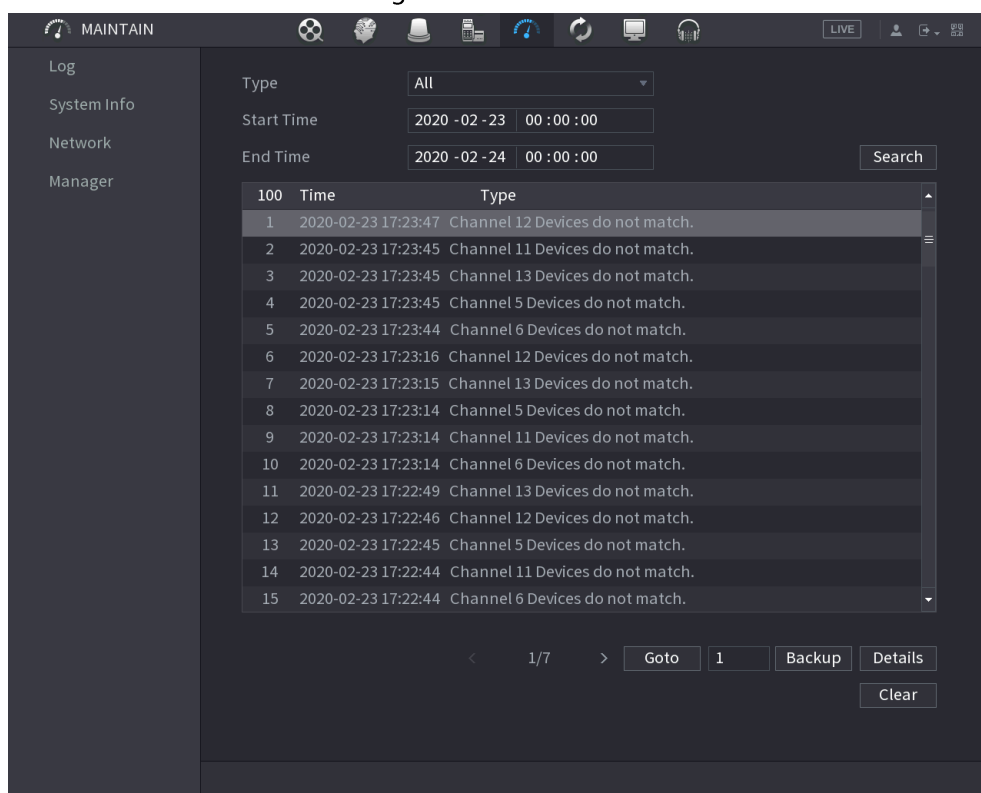 MAINTAIN LIVE
Log
System Info
Network
Manager
Type All
Start Time 2020 -02 -23 00 : 00 : 00
End Time 2020 -02 -24 00 : 00 : 00 Search
100 Time Type
1 2020-02-23 17:23:47 Channel 12 Devices do not match.
2 2020-02-23 17:23:45 Channel 11 Devices do not match.
3 2020-02-23 17:23:45 Channel 13 Devices do not match.
4 2020-02-23 17:23:45 Channel 5 Devices do not match.
5 2020-02-23 17:23:44 Channel 6 Devices do not match.
6 2020-02-23 17:23:16 Channel 12 Devices do not match.
7 2020-02-23 17:23:15 Channel 13 Devices do not match.
8 2020-02-23 17:23:14 Channel 5 Devices do not match.
9 2020-02-23 17:23:14 Channel 11 Devices do not match.
10 2020-02-23 17:23:14 Channel 6 Devices do not match.
11 2020-02-23 17:22:49 Channel 13 Devices do not match.
12 2020-02-23 17:22:46 Channel 12 Devices do not match.
13 2020-02-23 17:22:45 Channel 5 Devices do not match.
14 2020-02-23 17:22:44 Channel 11 Devices do not match.
15 2020-02-23 17:22:44 Channel 6 Devices do not match.
< 1/7 > Goto 1 Backup Details
Clear